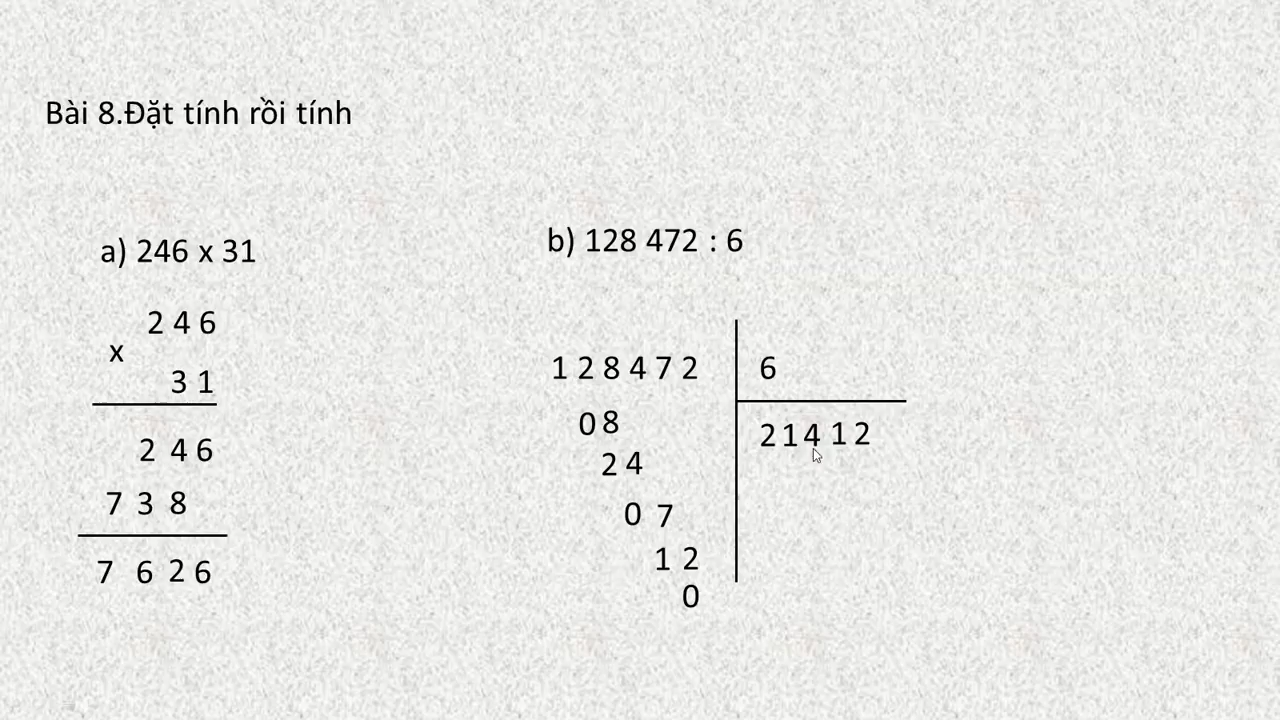 Bài 8.Đặt tính rồi tính
a) 246 x 31
2 4 6
x
3 1
2 4 6
7 3 8
7 6 2 6
b) 128 472 : 6
1 2 8 4 7 2 6
0 8 2 1 4 1 2
2 4
0 7
1 2
0